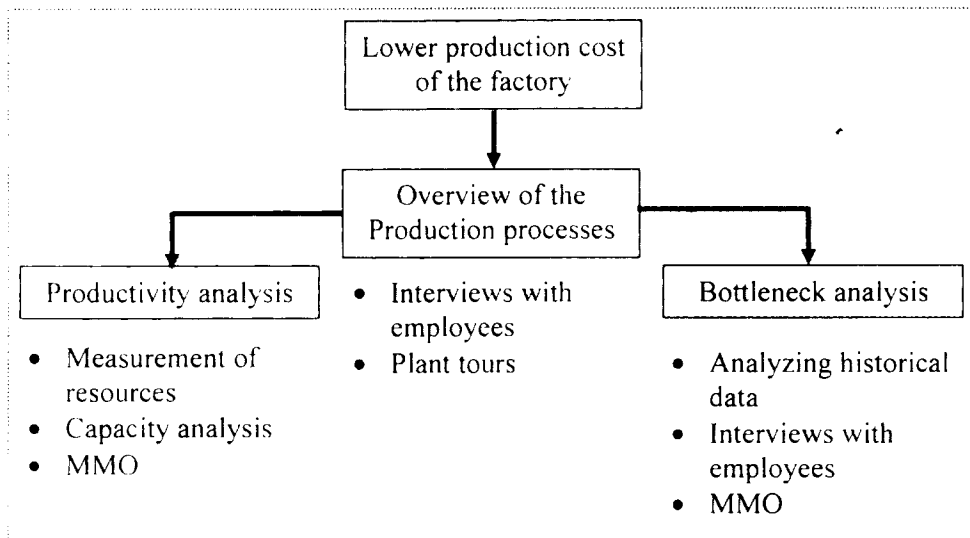 Lower production cost
of the factory
Overview of the
Production processes
Productivity analysis
• Interviews with
employees
• Plant tours
Bottleneck analysis
• Measurement of
resources
• Capacity analysis
• MMO
• Analyzing historical
data
• Interviews with
employees
• MMO